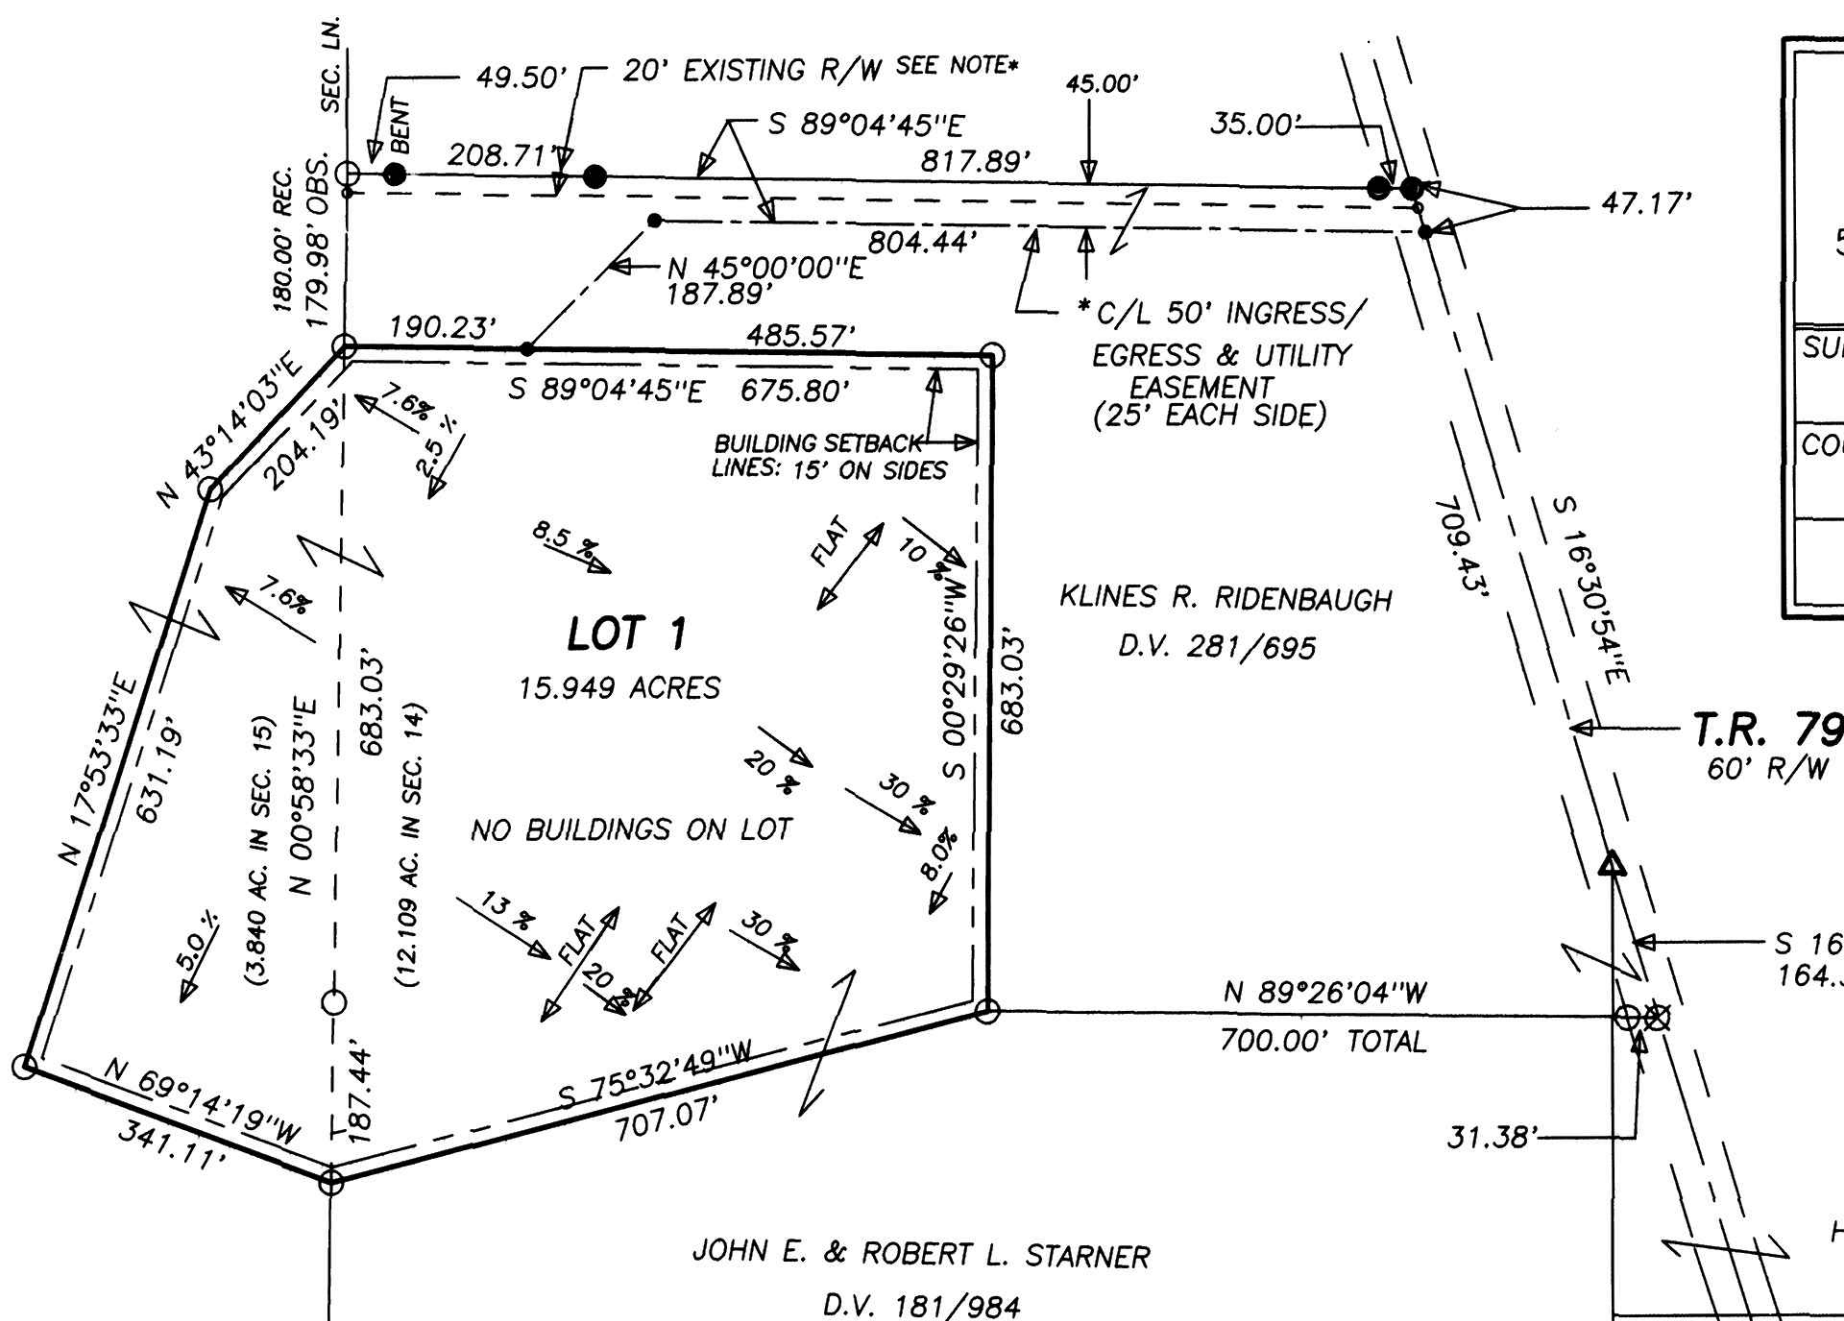 SEC. LN.
49.50'
BENT
20' EXISTING R/W SEE NOTE*
S 89°04'45"E
45.00'
35.00'
208.71'
817.89'
47.17'
180.00' REC.
179.98' OBS.
804.44'
N 45°00'00"E
187.89'
*C/L 50' INGRESS/
EGRESS & UTILITY
EASEMENT
(25' EACH SIDE)
190.23'
485.57'
S 89°04'45"E 675.80'
N 43°14'03"E
204.19'
7.6%
2.5 %
BUILDING SETBACK
LINES: 15' ON SIDES
8.5 %
FLAT
10 %
7.6%
LOT 1
15.949 ACRES
S 00°29'26"W
683.03'
KLINES R. RIDENBAUGH
D.V. 281/695
709.43'
S 16°30'54"E
T.R. 79
60' R/W
N 17°53'33"E
631.19'
(3.840 AC. IN SEC. 15)
N 00°58'33"E
683.03'
(12.109 AC. IN SEC. 14)
20 %
30 %
NO BUILDINGS ON LOT
8.0%
5.0 %
13 %
FLAT
FLAT
20 %
30 %
S 16
N 89°26'04"W
700.00' TOTAL
31.38'
N 69°14'19"W
341.11'
187.44'
S 75°32'49"W
707.07'
JOHN E. & ROBERT L. STARNER
D.V. 181/984
5
SU
CO
H